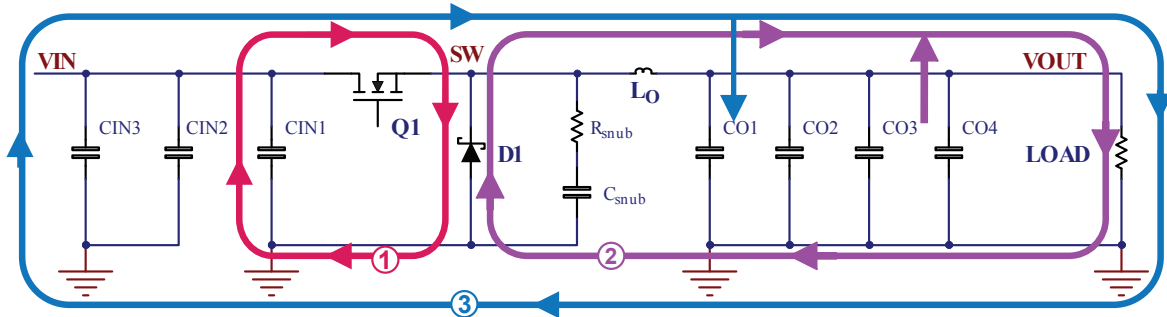 VIN
SW
VOUT
CIN3
CIN2
CIN1
Q1
D1
LO
Rsnub
Csnub
CO1
CO2
CO3
CO4
LOAD
1
2
3